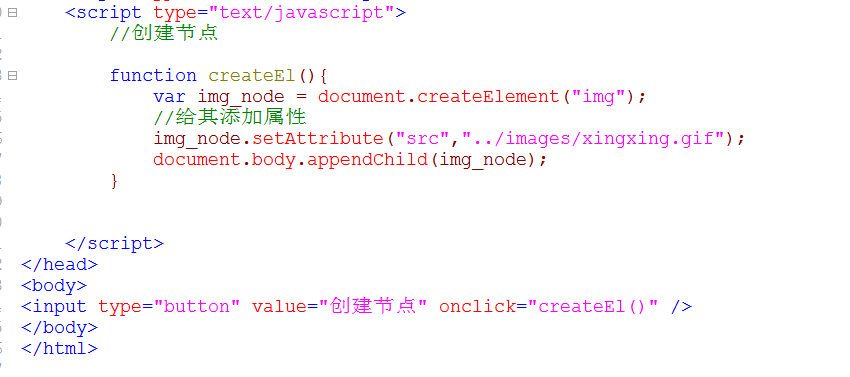 <script type="text/javascript">
//创建节点
function createEl(){
var img_node = document.createElement("img");
//给其添加属性
img_node.setAttribute("src","../images/xingxing.gif");
document.body.appendChild(img_node);
}
</script>
</head>
<body>
<input type="button" value="创建节点" onclick="createEl()" />
</body>
</html>